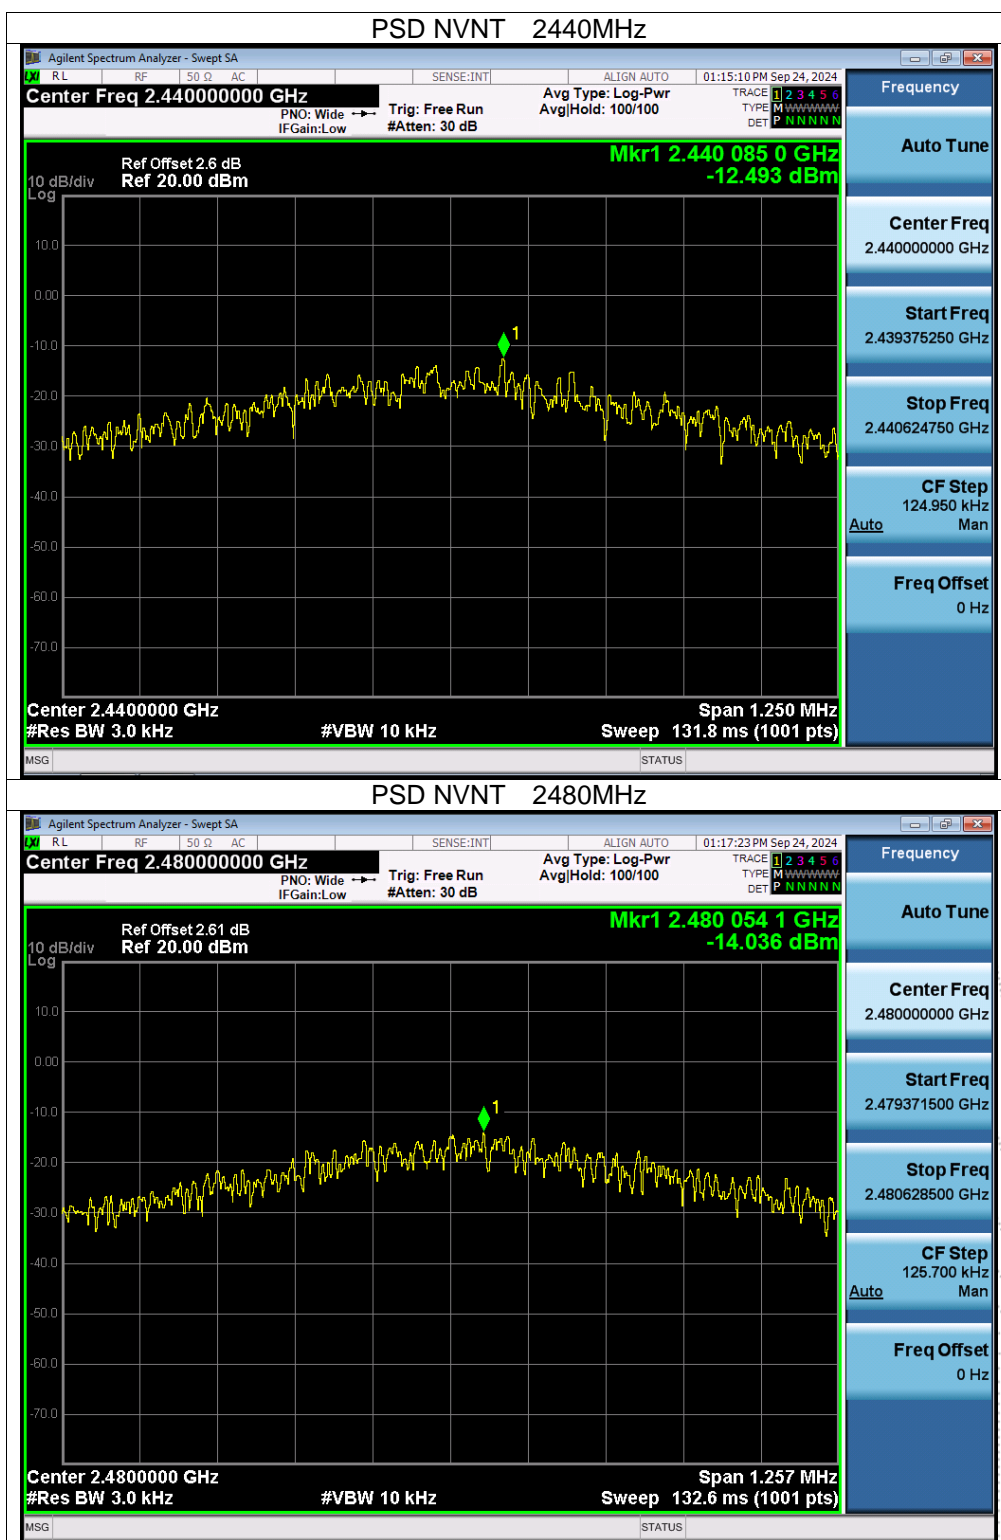 PSD NVNT 2440MHz
Agilent Spectrum Analyzer - Swept SA
LXI RL RF 50 Ω AC SENSE:INT ALIGN AUTO 01:15:10 PM Sep 24, 2024
Center Freq 2.440000000 GHz
PNO: Wide
IFGain:Low
Trig: Free Run
#Atten: 30 dB
Avg Type: Log-Pwr
Avg|Hold: 100/100
TRACE 1 2 3 4 5 6
TYPE M WWWWW
DET P N N N N N
Frequency
Auto Tune
Center Freq
2.440000000 GHz
Start Freq
2.439375250 GHz
Stop Freq
2.440624750 GHz
CF Step
124.950 kHz
Auto Man
Freq Offset
0 Hz
Mkr1 2.440 085 0 GHz
-12.493 dBm
Ref Offset 2.6 dB
10 dB/div Ref 20.00 dBm
Log
10.0
0.00
1
-10.0
-20.0
-30.0
-40.0
-50.0
-60.0
-70.0
Center 2.4400000 GHz Span 1.250 MHz
#Res BW 3.0 kHz #VBW 10 kHz Sweep 131.8 ms (1001 pts)
MSG STATUS
PSD NVNT 2480MHz
Agilent Spectrum Analyzer - Swept SA
LXI RL RF 50 Ω AC SENSE:INT ALIGN AUTO 01:17:23 PM Sep 24, 2024
Center Freq 2.480000000 GHz
PNO: Wide
IFGain:Low
Trig: Free Run
#Atten: 30 dB
Avg Type: Log-Pwr
Avg|Hold: 100/100
TRACE 1 2 3 4 5 6
TYPE M WWWWW
DET P N N N N N
Frequency
Auto Tune
Center Freq
2.480000000 GHz
Start Freq
2.479371500 GHz
Stop Freq
2.480628500 GHz
CF Step
125.700 kHz
Auto Man
Freq Offset
0 Hz
Mkr1 2.480 054 1 GHz
-14.036 dBm
Ref Offset 2.61 dB
10 dB/div Ref 20.00 dBm
Log
10.0
0.00
1
-10.0
-20.0
-30.0
-40.0
-50.0
-60.0
-70.0
Center 2.4800000 GHz Span 1.257 MHz
#Res BW 3.0 kHz #VBW 10 kHz Sweep 132.6 ms (1001 pts)
MSG STATUS